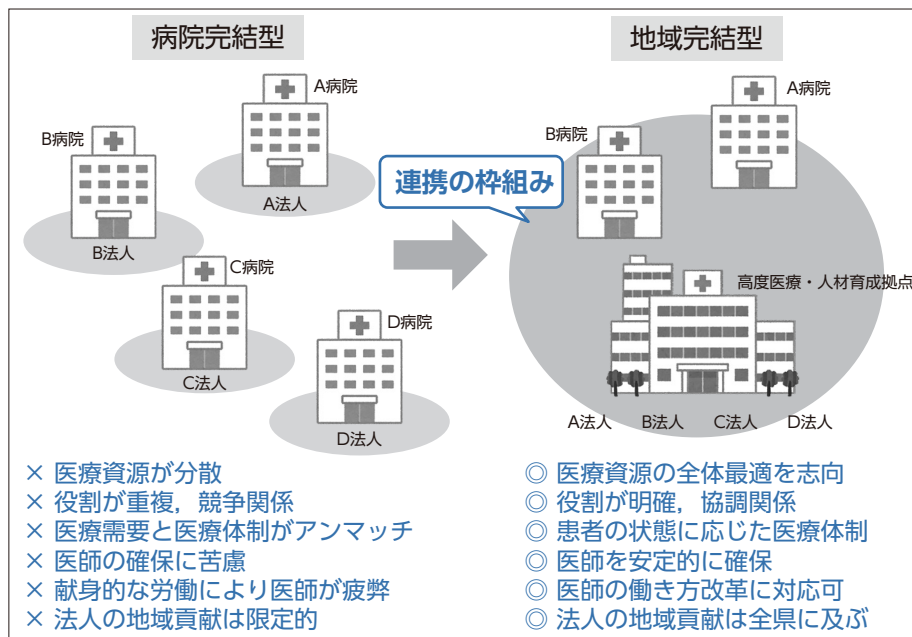 病院完結型
A病院
B病院
A法人
B法人
C病院
C法人
D病院
D法人
× 医療資源が分散
× 役割が重複，競争関係
× 医療需要と医療体制がアンマッチ
× 医師の確保に苦慮
× 献身的な労働により医師が疲弊
× 法人の地域貢献は限定的
連携の枠組み
地域完結型
A病院
B病院
高度医療・人材育成拠点
A法人 B法人 C法人 D法人
◎ 医療資源の全体最適を志向
◎ 役割が明確，協調関係
◎ 患者の状態に応じた医療体制
◎ 医師を安定的に確保
◎ 医師の働き方改革に対応可
◎ 法人の地域貢献は全県に及ぶ